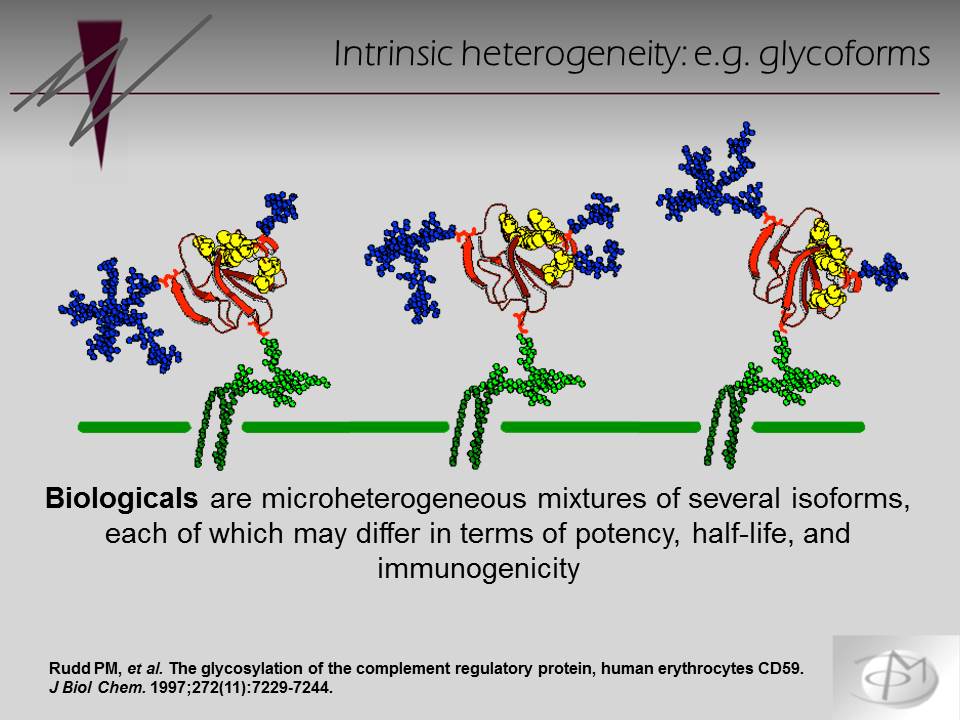 Intrinsic heterogeneity: e.g. glycoforms
Biologicals are microheterogeneous mixtures of several isoforms,
each of which may differ in terms of potency, half-life, and
immunogenicity
Rudd PM, et al. The glycosylation of the complement regulatory protein, human erythrocytes CD59.
J Biol Chem. 1997;272(11):7229-7244.